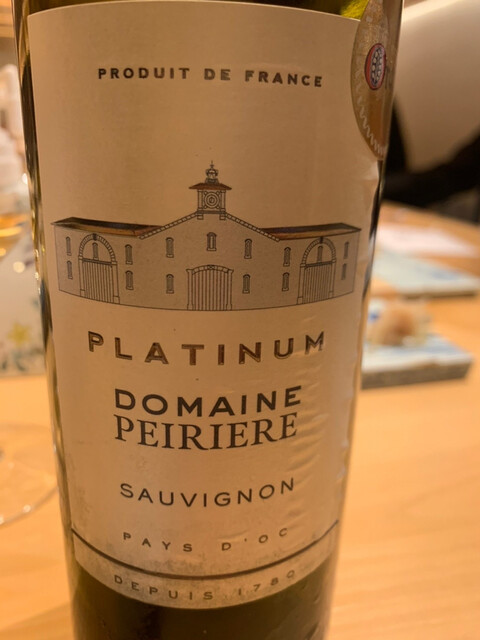 PRODUIT DE FRANCE
PLATINUM
DOMAINE
PEIRIERE
SAUVIGNON
PAYS D'OC
DEPUIS 1780